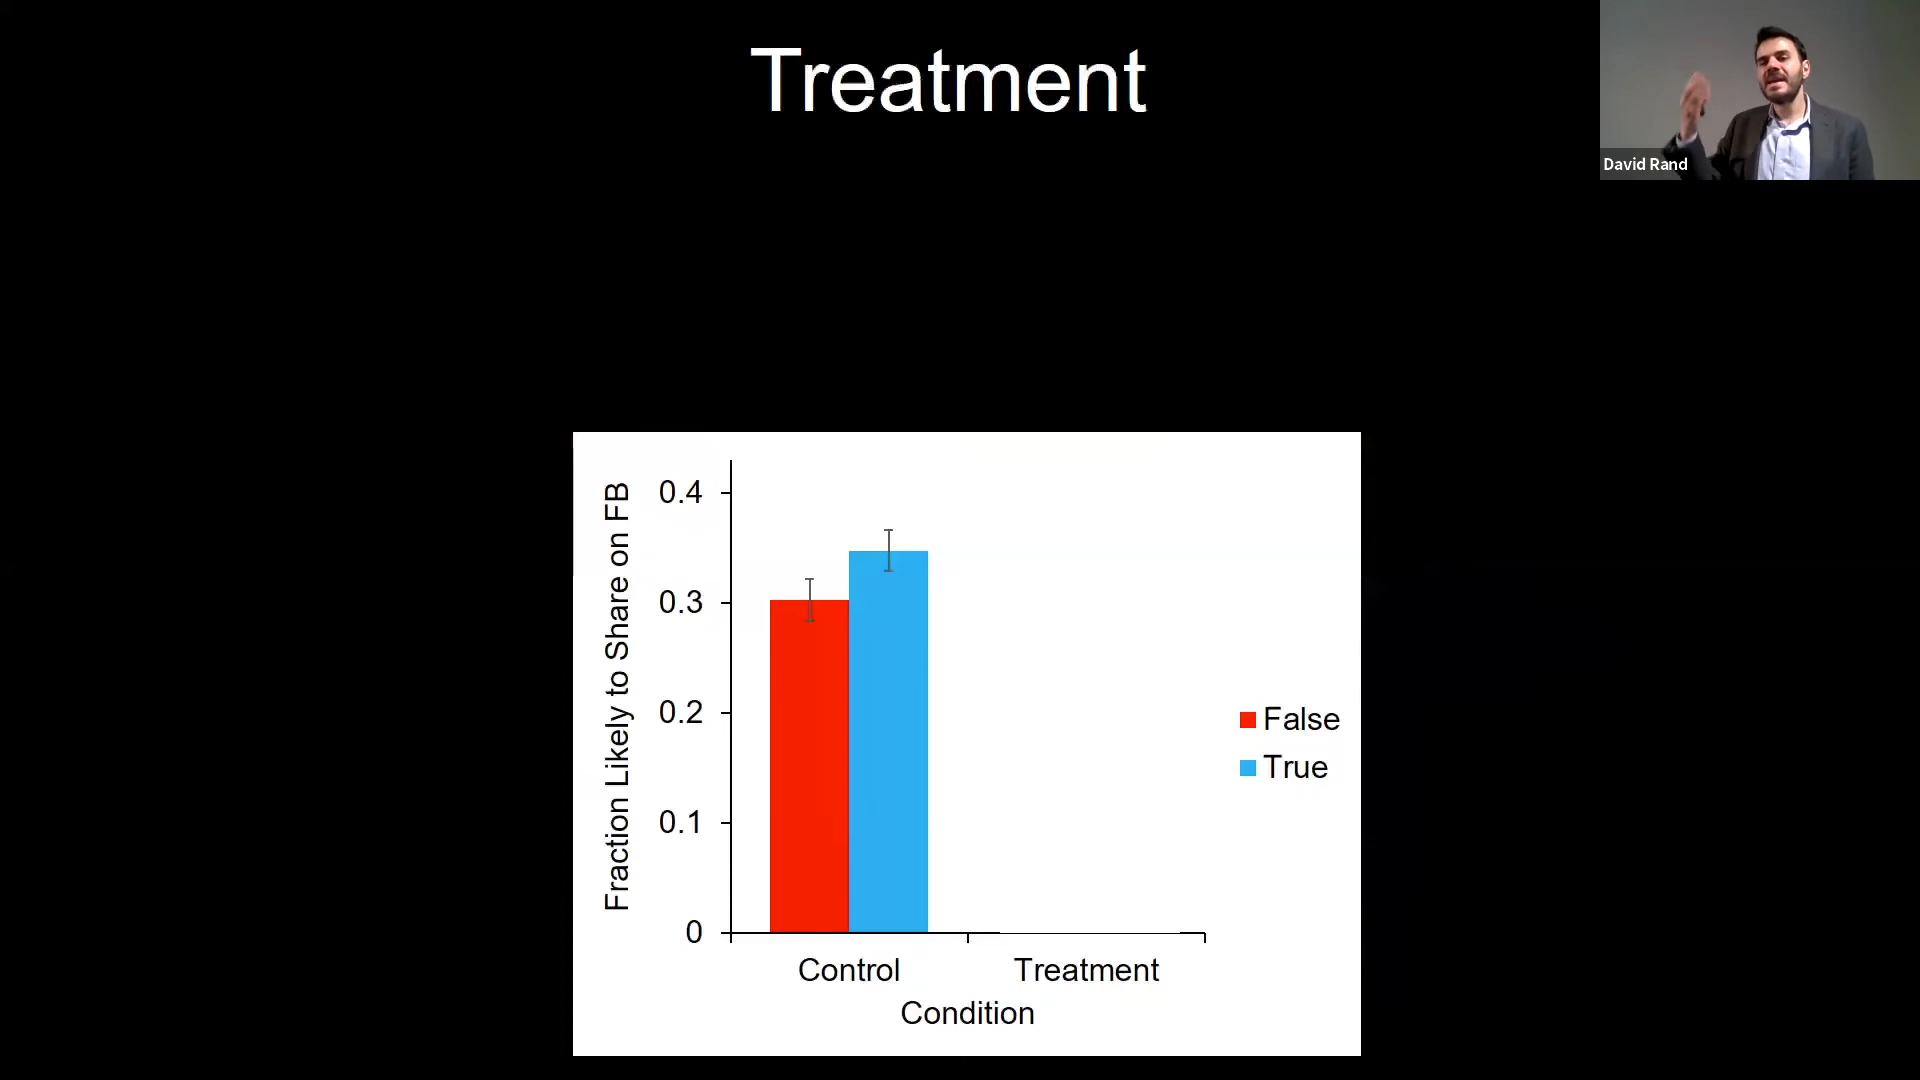 Treatment
David Rand
Fraction Likely to Share on FB
0.4
0.3
0.2
0.1
0
Control
Treatment
Condition
False
True